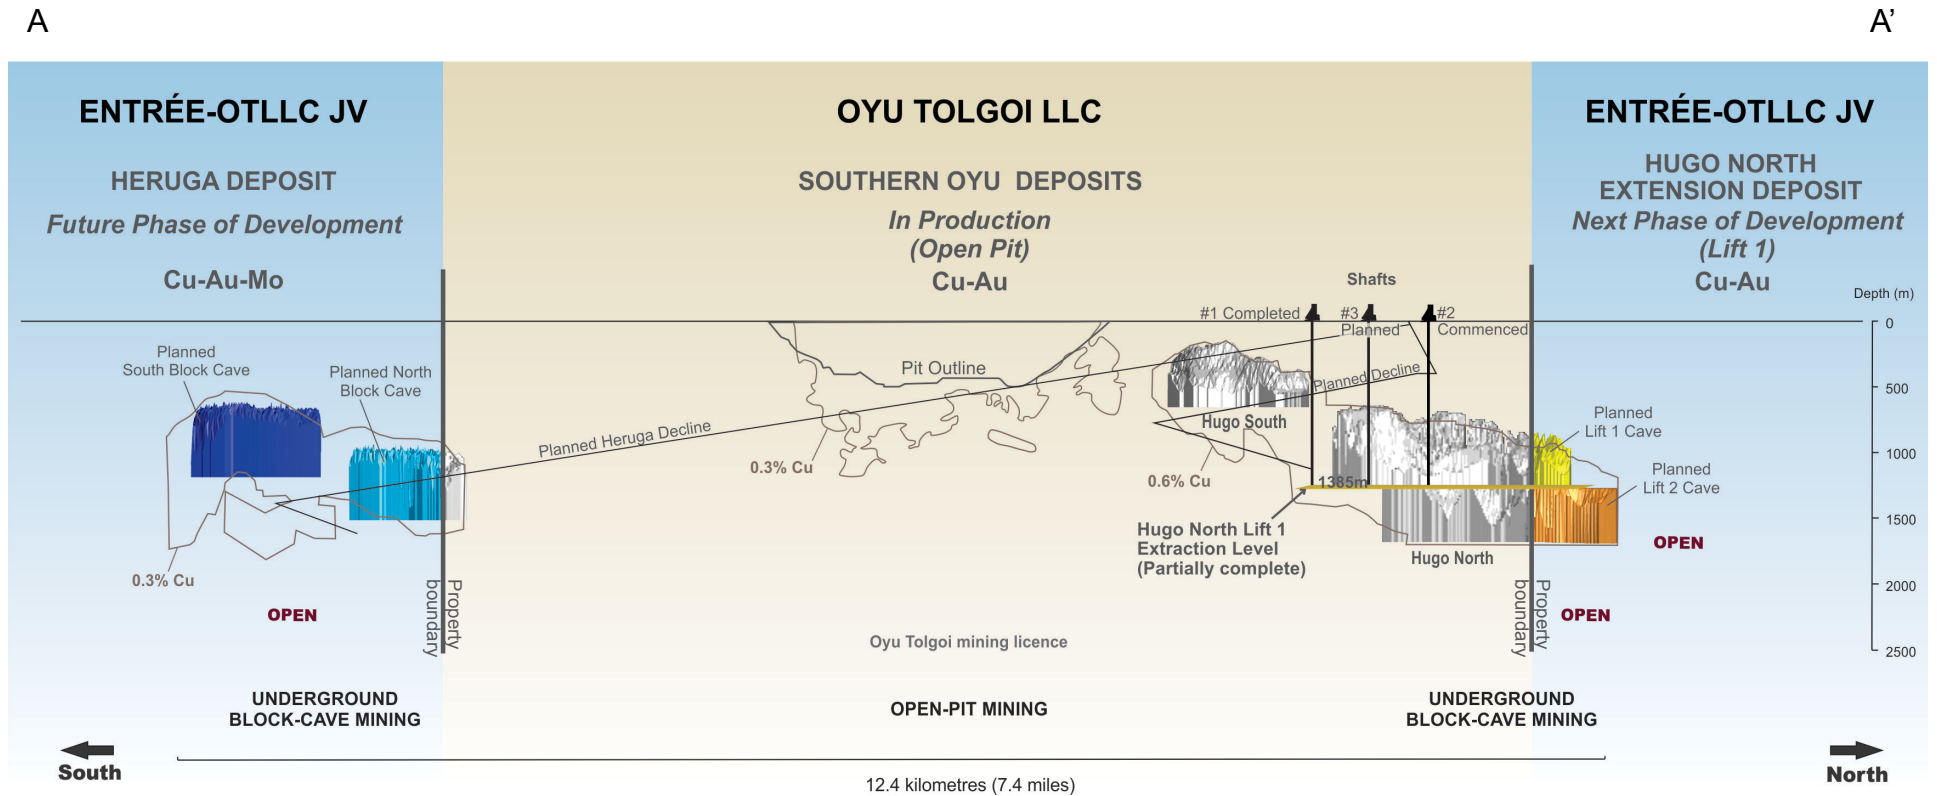 A
A’
ENTRÉE-OTLLC JV
HERUGA DEPOSIT
Future Phase of Development
Cu-Au-Mo
OYU TOLGOI LLC
SOUTHERN OYU DEPOSITS
In Production
(Open Pit)
Cu-Au
ENTRÉE-OTLLC JV
HUGO NORTH
EXTENSION DEPOSIT
Next Phase of Development
(Lift 1)
Cu-Au
Shafts
#1 Completed
#3
Planned
#2
Commenced
Depth (m)
0
500
1000
1500
2000
2500
Planned
South Block Cave
Planned North
Block Cave
Pit Outline
Planned Heruga Decline
Planned Decline
Hugo South
0.3% Cu
0.6% Cu
1385m
Planned
Lift 1 Cave
Planned
Lift 2 Cave
Hugo North Lift 1
Extraction Level
(Partially complete)
Hugo North
OPEN
0.3% Cu
OPEN
Property
boundary
Property
boundary
OPEN
Oyu Tolgoi mining licence
UNDERGROUND
BLOCK-CAVE MINING
OPEN-PIT MINING
UNDERGROUND
BLOCK-CAVE MINING
South
North
12.4 kilometres (7.4 miles)